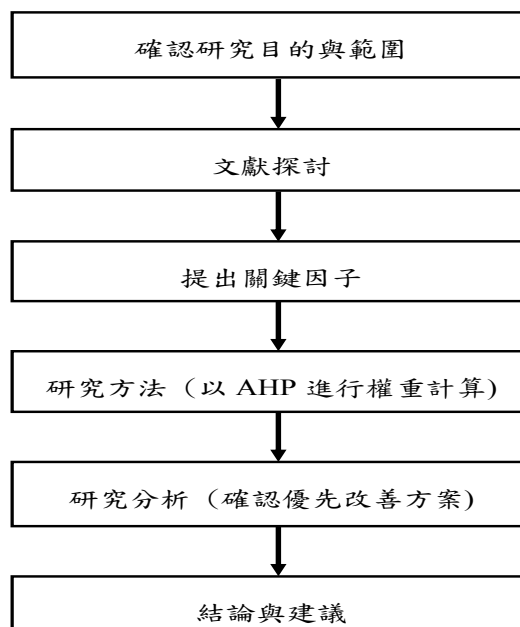 確認研究目的與範圍
文獻探討
提出關鍵因子
研究方法（以 AHP 進行權重計算)
研究分析（確認優先改善方案)
結論與建議